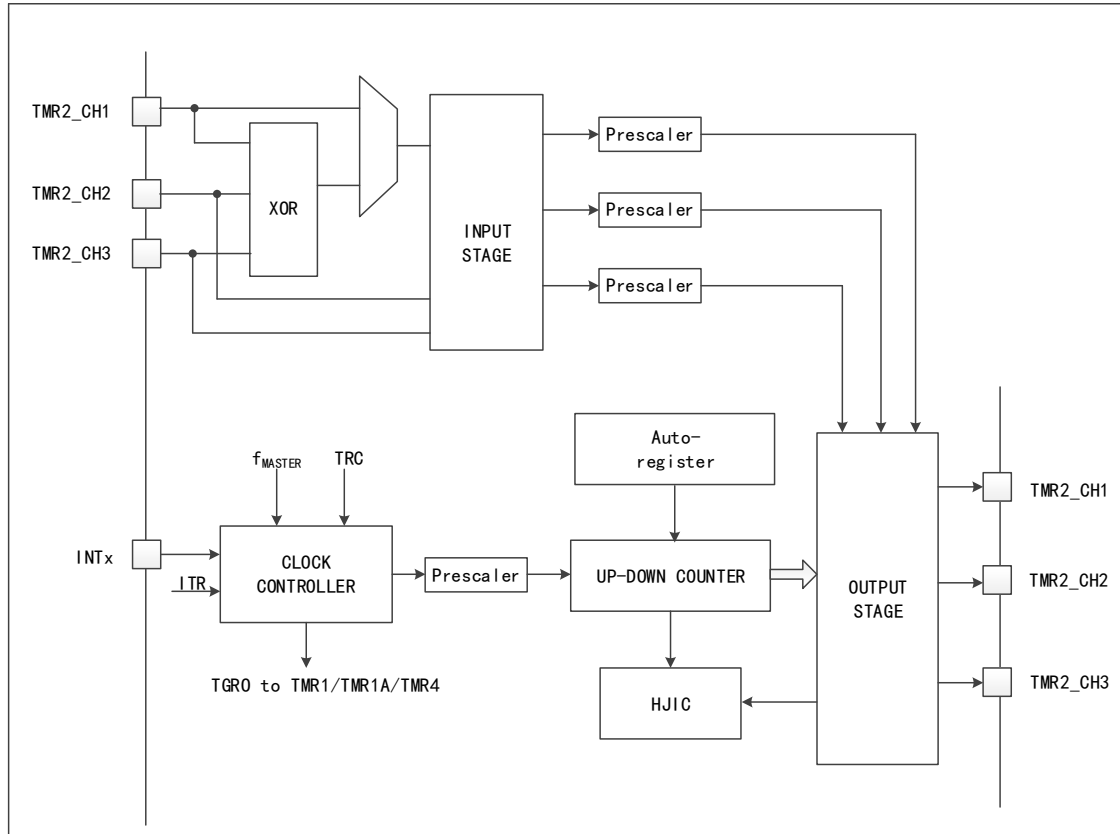 TMR2_CH1
TMR2_CH2
TMR2_CH3
XOR
INPUT
STAGE
Prescaler
Prescaler
Prescaler
fMASTER
TRC
INTx
ITR
CLOCK
CONTROLLER
Prescaler
TGRO to TMR1/TMR1A/TMR4
Auto-
register
UP-DOWN COUNTER
HJIC
OUTPUT
STAGE
TMR2_CH1
TMR2_CH2
TMR2_CH3